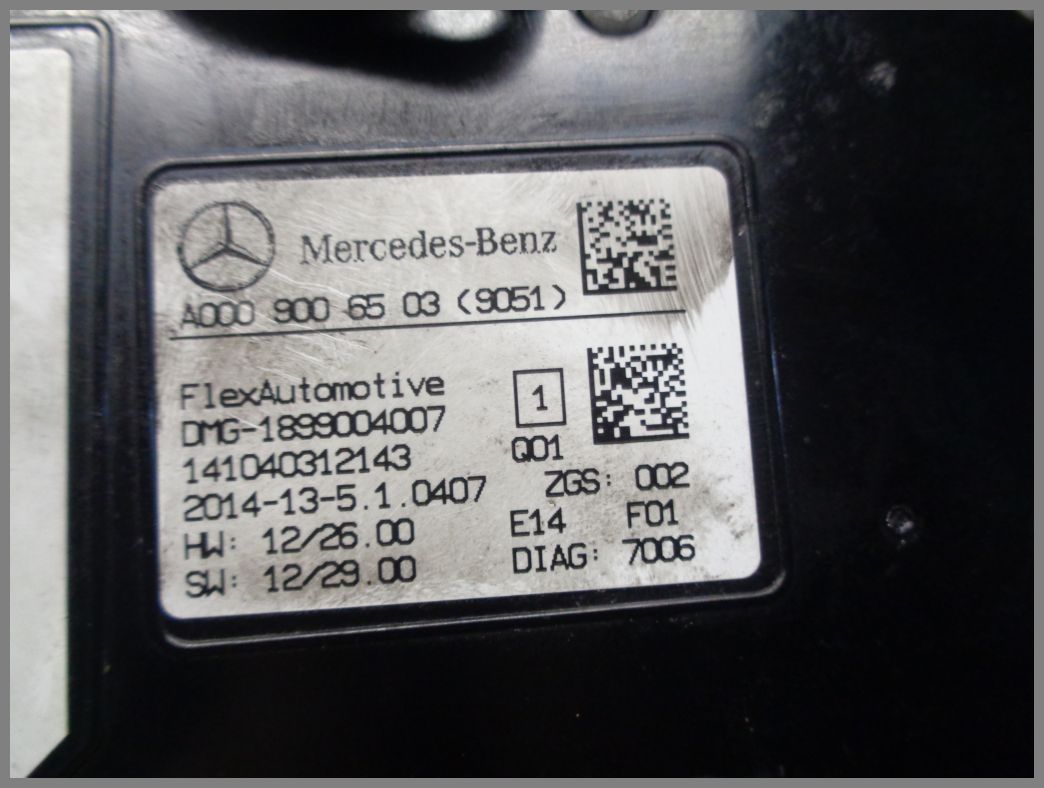 Mercedes-Benz
A000 900 65 03 (9051)
FlexAutomotive
DMG-1899004007
1
141040312143
Q01
2014-13-5.1.0407
ZGS: 002
HW: 12/26.00
E14
F01
SW: 12/29.00
DIAG: 7006